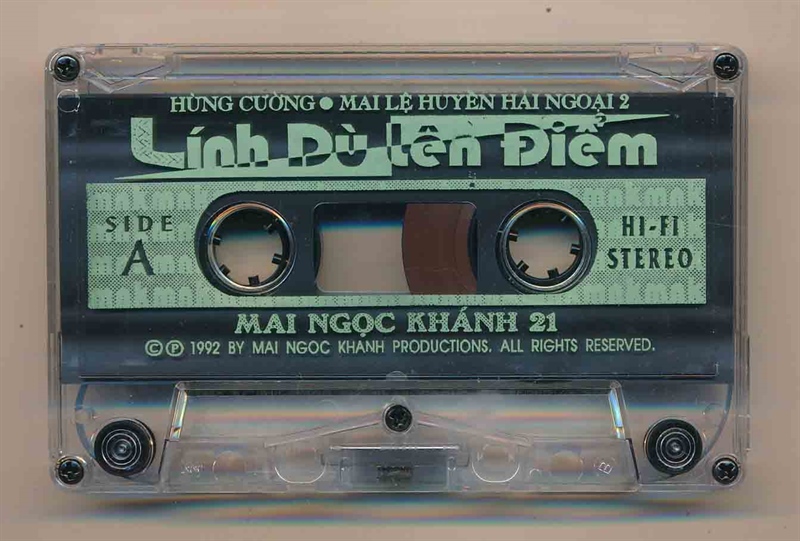 HÙNG CƯỜNG • MAI LỆ HUYỀN HẢI NGOẠI 2
Lính Dù Lên Điểm
SIDE
A
HI-FI
STEREO
MAI NGỌC KHÁNH 21
©℗ 1992 BY MAI NGOC KHANH PRODUCTIONS. ALL RIGHTS RESERVED.